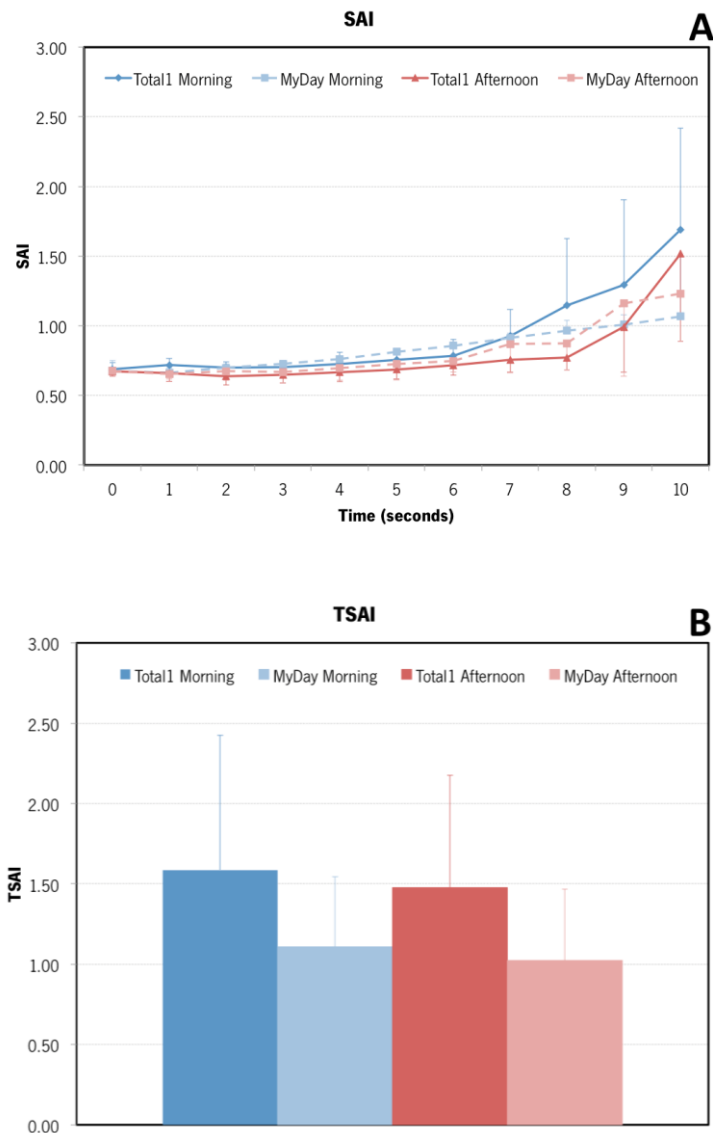 SAI
A
3.00
Total1 Morning MyDay Morning Total1 Afternoon MyDay Afternoon
2.50
2.00
SAI
1.50
1.00
0.50
0.00
0 1 2 3 4 5 6 7 8 9 10
Time (seconds)
TSAI
B
3.00
Total1 Morning MyDay Morning Total1 Afternoon MyDay Afternoon
2.50
2.00
TSAI
1.50
1.00
0.50
0.00